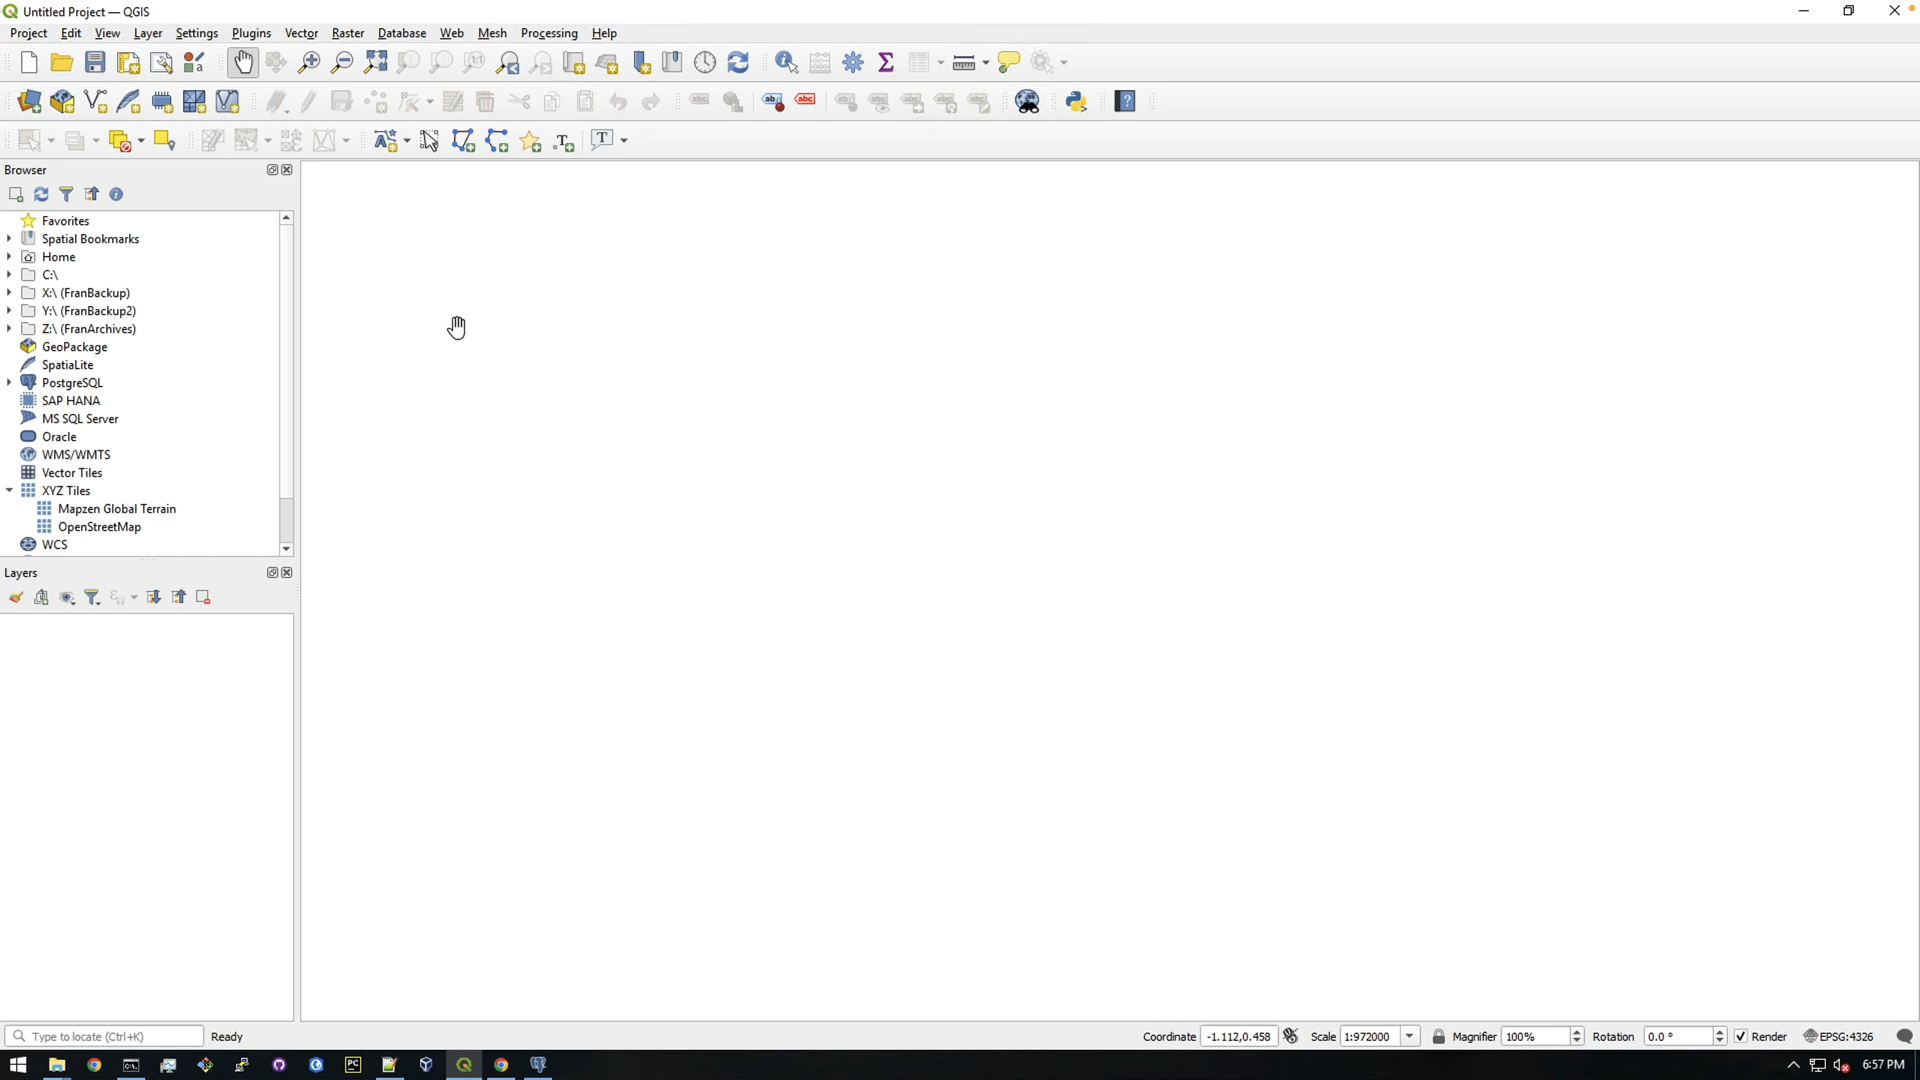 Untitled Project — QGIS
Project Edit View Layer Settings Plugins Vector Raster Database Web Mesh Processing Help
Browser
Favorites
Spatial Bookmarks
Home
C:\
X:\ (FranBackup)
Y:\ (FranBackup2)
Z:\ (FranArchives)
GeoPackage
SpatiaLite
PostgreSQL
SAP HANA
MS SQL Server
Oracle
WMS/WMTS
Vector Tiles
XYZ Tiles
Mapzen Global Terrain
OpenStreetMap
WCS
Layers
Type to locate (Ctrl+K) Ready Coordinate -1.112,0.458 Scale 1:972000 Magnifier 100% Rotation 0.0 ° Render EPSG:4326
6:57 PM